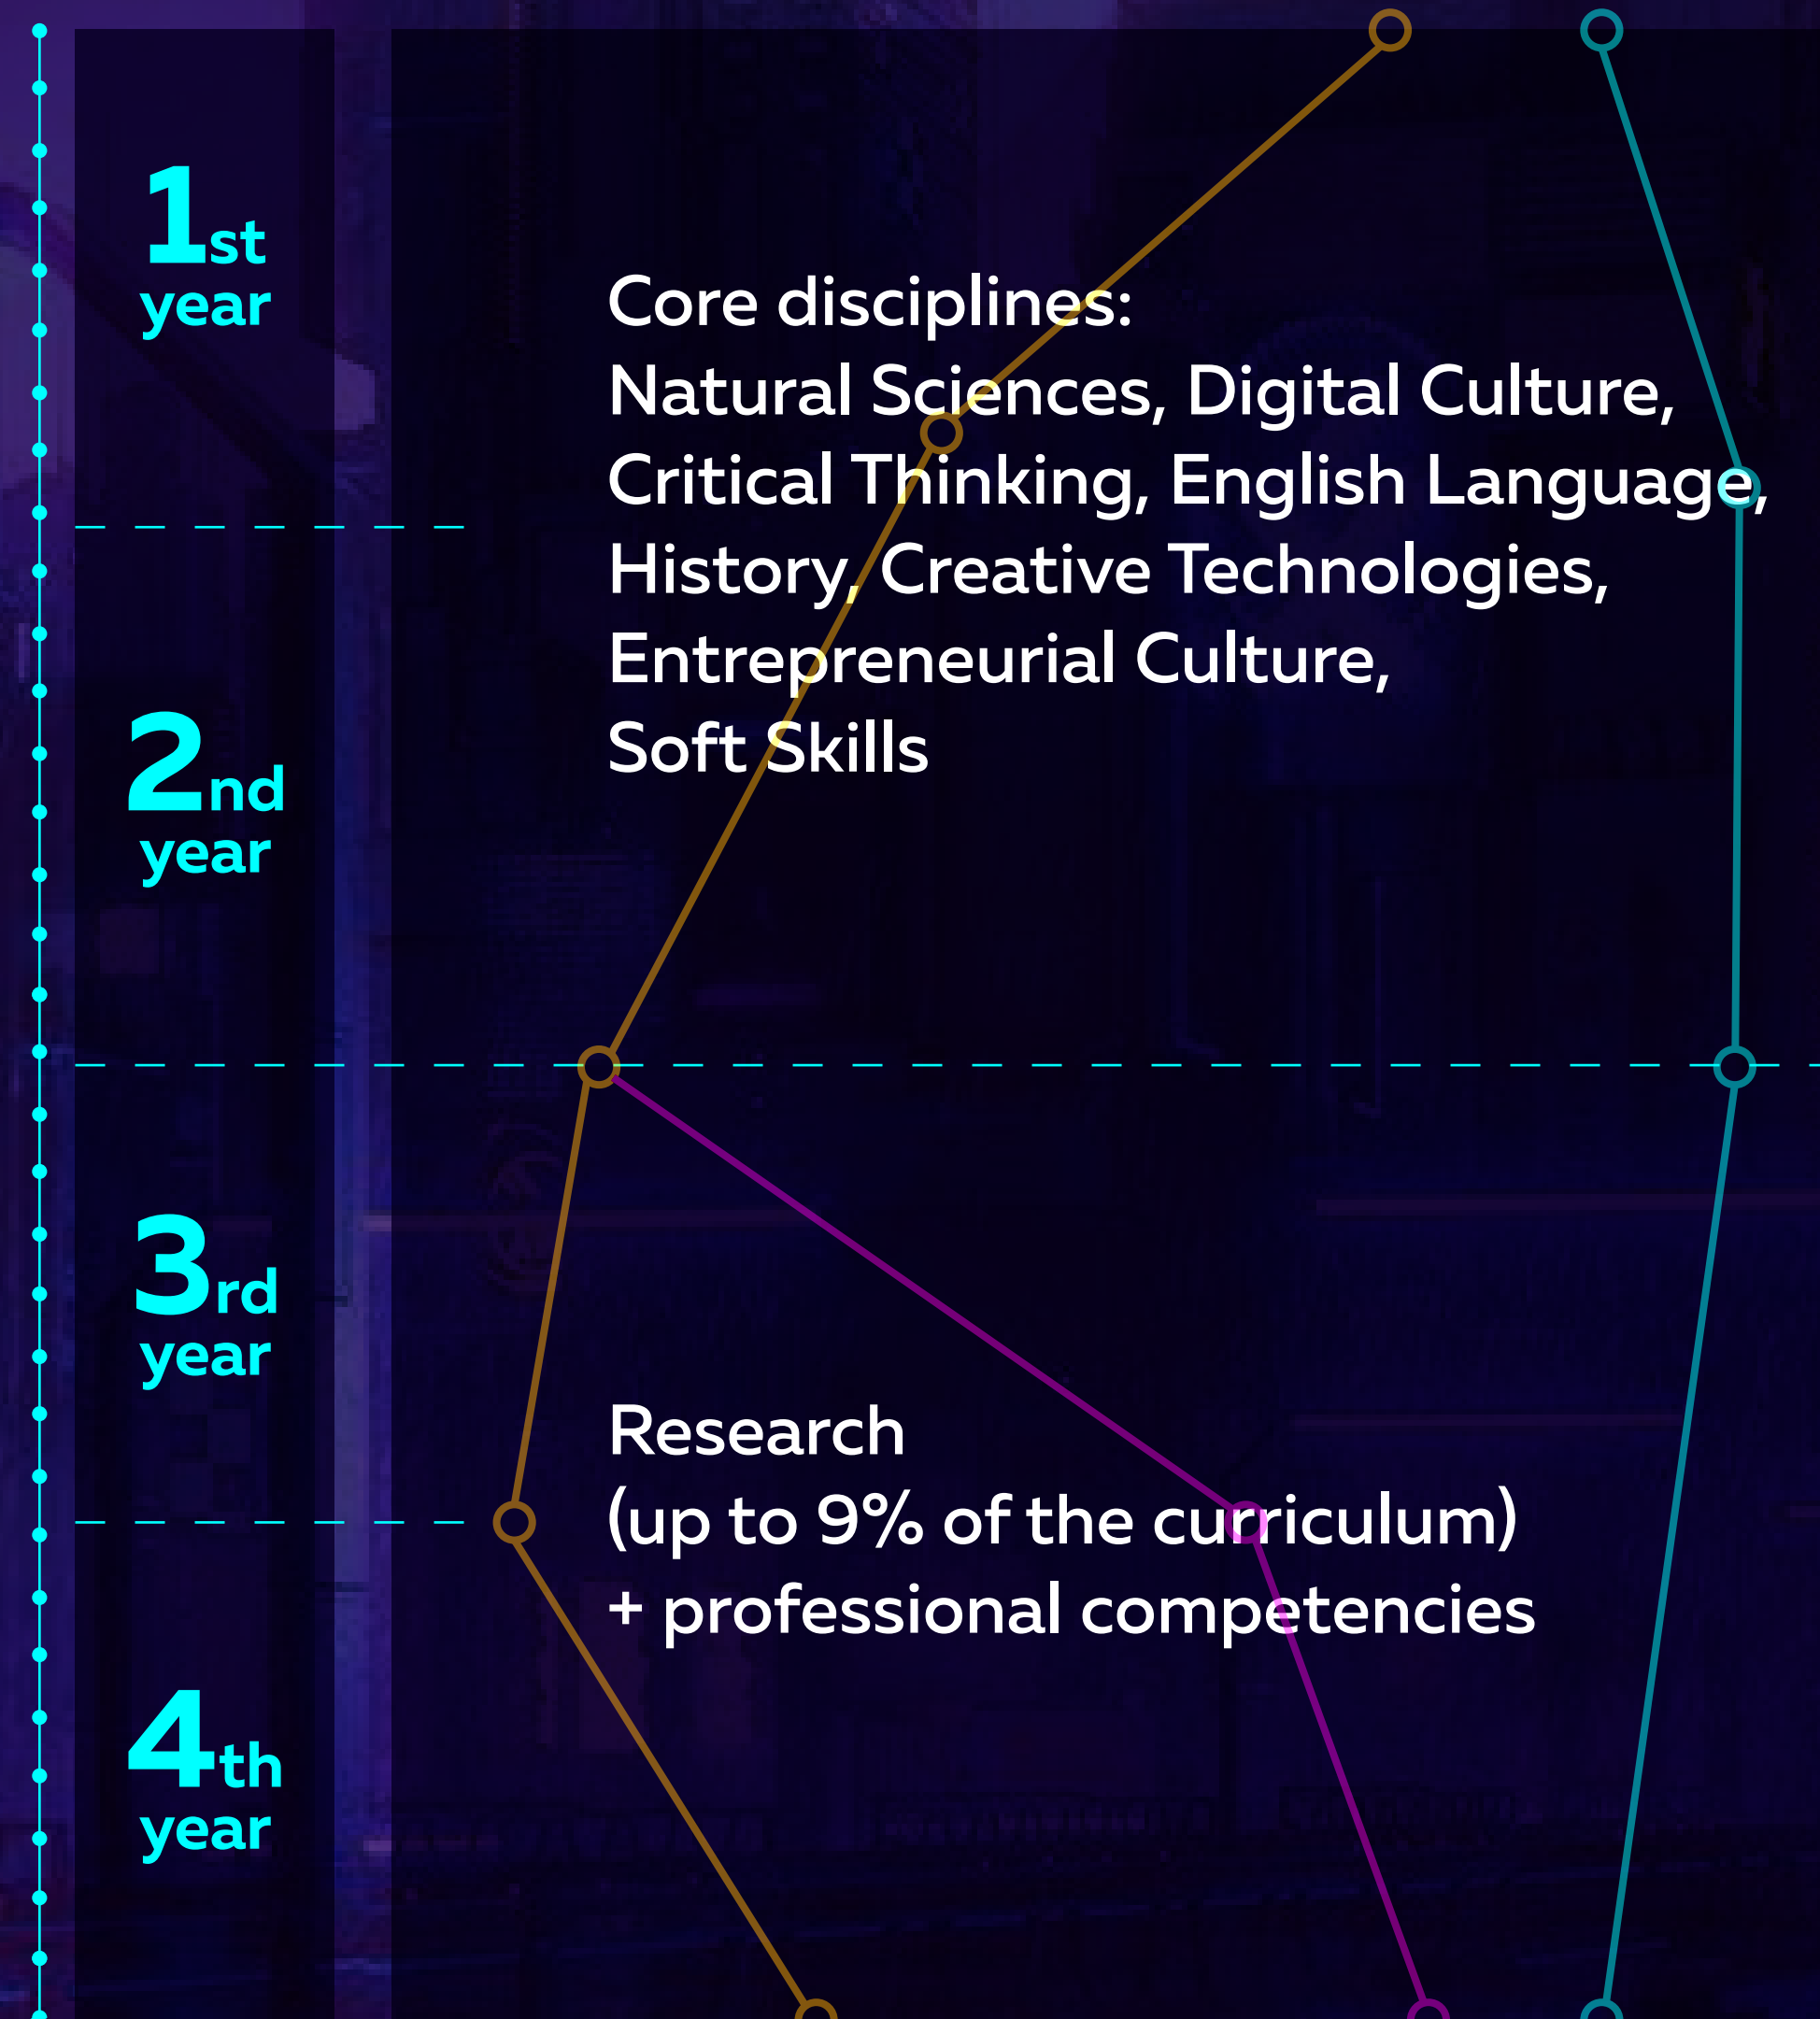 1st
year
Core disciplines:
Natural Sciences, Digital Culture,
Critical Thinking, English Language,
History, Creative Technologies,
Entrepreneurial Culture,
Soft Skills
2nd
year
3rd
year
Research
(up to 9% of the curriculum)
+ professional competencies
4th
year